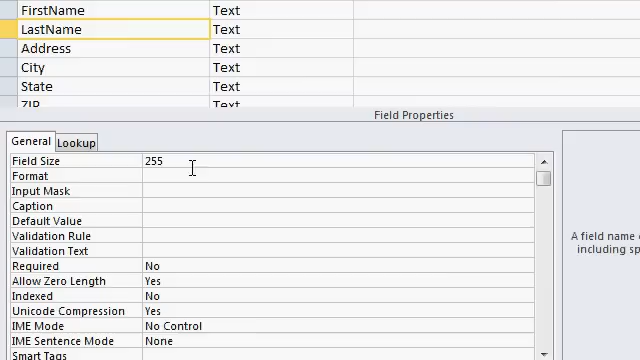 FirstName Text
LastName Text
Address Text
City Text
State Text
ZIP Text
Field Properties
General Lookup
Field Size 255
Format
Input Mask
Caption
Default Value
Validation Rule
Validation Text
Required No
Allow Zero Length Yes
Indexed No
Unicode Compression Yes
IME Mode No Control
IME Sentence Mode None
Smart Tags
A field name
including sp